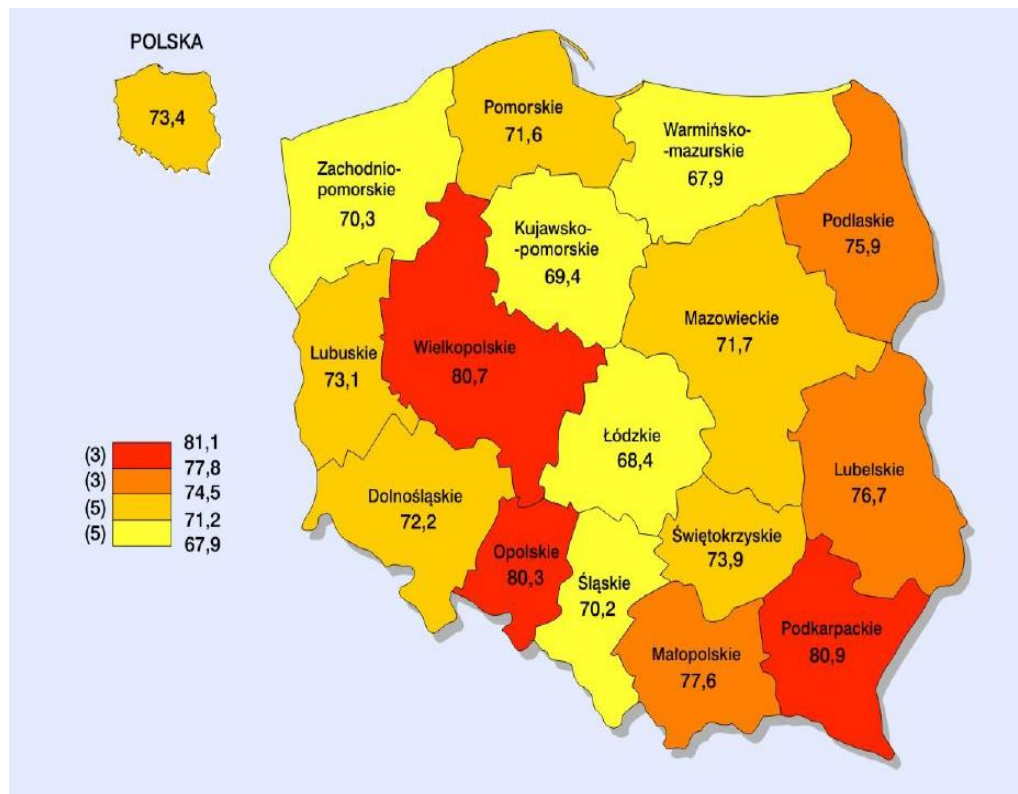 POLSKA
73,4
Pomorskie
71,6
Warmińsko-
-mazurskie
67,9
Zachodnio-
pomorskie
70,3
Kujawsko-
-pomorskie
69,4
Podlaskie
75,9
Mazowieckie
71,7
Lubuskie
73,1
Wielkopolskie
80,7
Łódzkie
68,4
Lubelskie
76,7
Dolnośląskie
72,2
Świętokrzyskie
73,9
Opolskie
80,3
Śląskie
70,2
Małopolskie
77,6
Podkarpackie
80,9
81,1
(3)
77,8
(3)
74,5
(5)
71,2
(5)
67,9